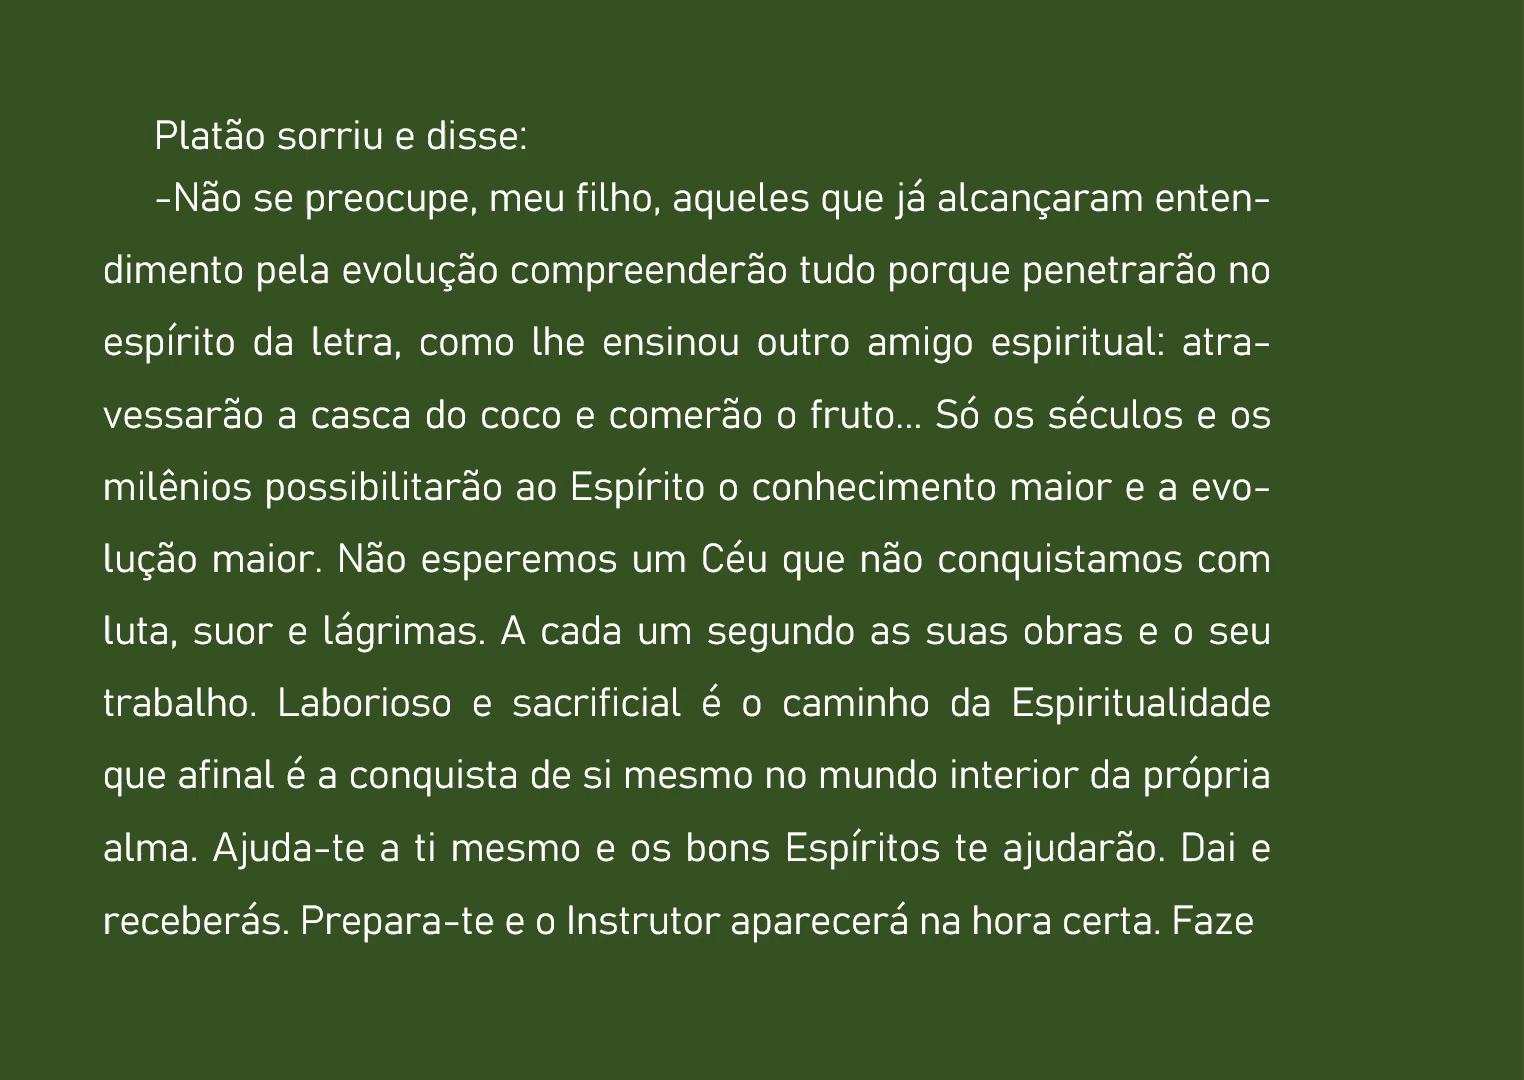 Platão sorriu e disse:
-Não se preocupe, meu filho, aqueles que já alcançaram enten-
dimento pela evolução compreenderão tudo porque penetrarão no
espírito da letra, como lhe ensinou outro amigo espiritual: atra-
vessarão a casca do coco e comerão o fruto... Só os séculos e os
milênios possibilitarão ao Espírito o conhecimento maior e a evo-
lução maior. Não esperemos um Céu que não conquistamos com
luta, suor e lágrimas. A cada um segundo as suas obras e o seu
trabalho. Laborioso e sacrificial é o caminho da Espiritualidade
que afinal é a conquista de si mesmo no mundo interior da própria
alma. Ajuda-te a ti mesmo e os bons Espíritos te ajudarão. Dai e
receberás. Prepara-te e o Instrutor aparecerá na hora certa. Faze